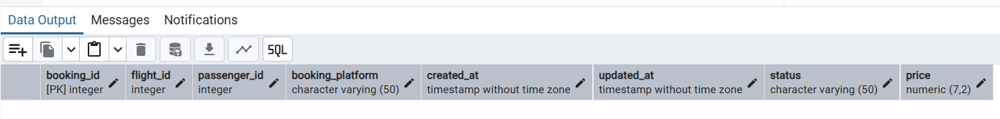 Data Output Messages Notifications
SQL
booking_id flight_id passenger_id booking_platform created_at updated_at status price
[PK] integer integer integer character varying (50) timestamp without time zone timestamp without time zone character varying (50) numeric (7,2)